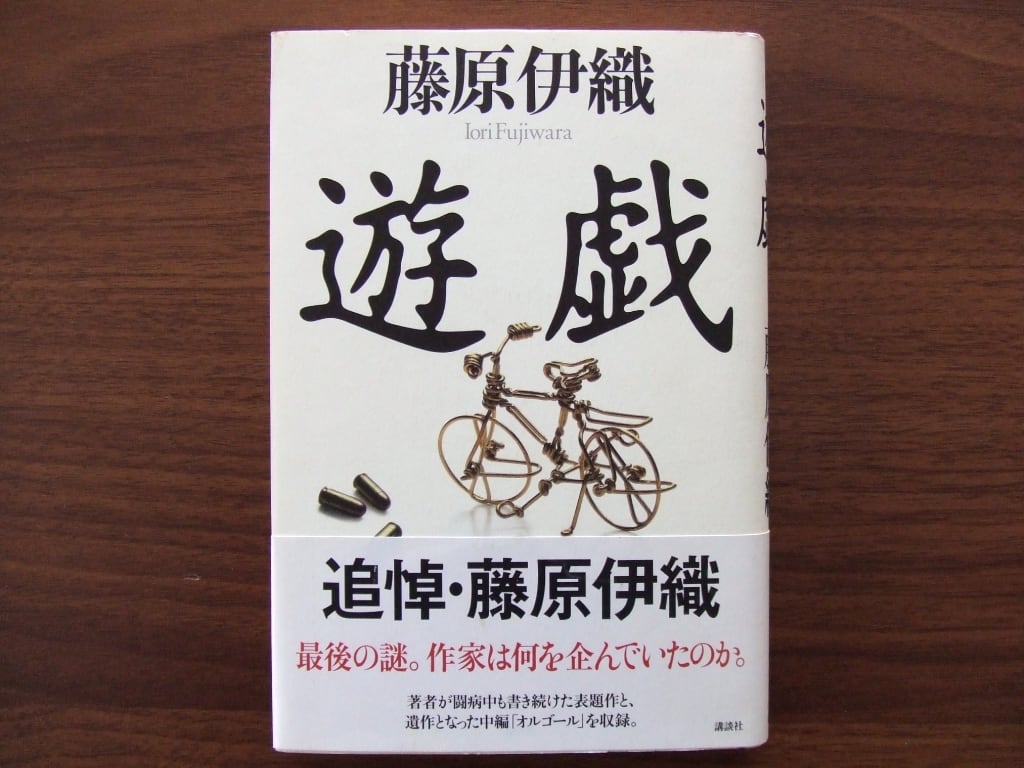 藤原伊織
Iori Fujiwara
遊戯
追悼・藤原伊織
最後の謎。作家は何を企んでいたのか。
著者が闘病中も書き続けた表題作と、
遺作となった中編「オルゴール」を収録。
講談社